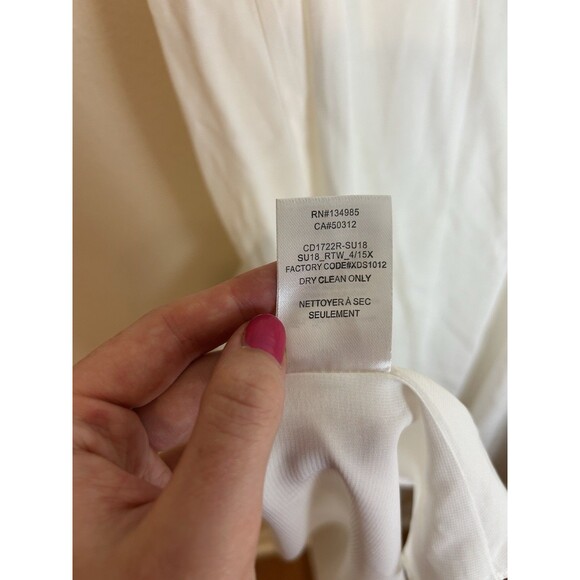 RN#134985
CA#50312
CD1722R-SU18
SU18_RTW_4/15X
FACTORY CODE#XDS1012
DRY CLEAN ONLY
NETTOYER À SEC
SEULEMENT